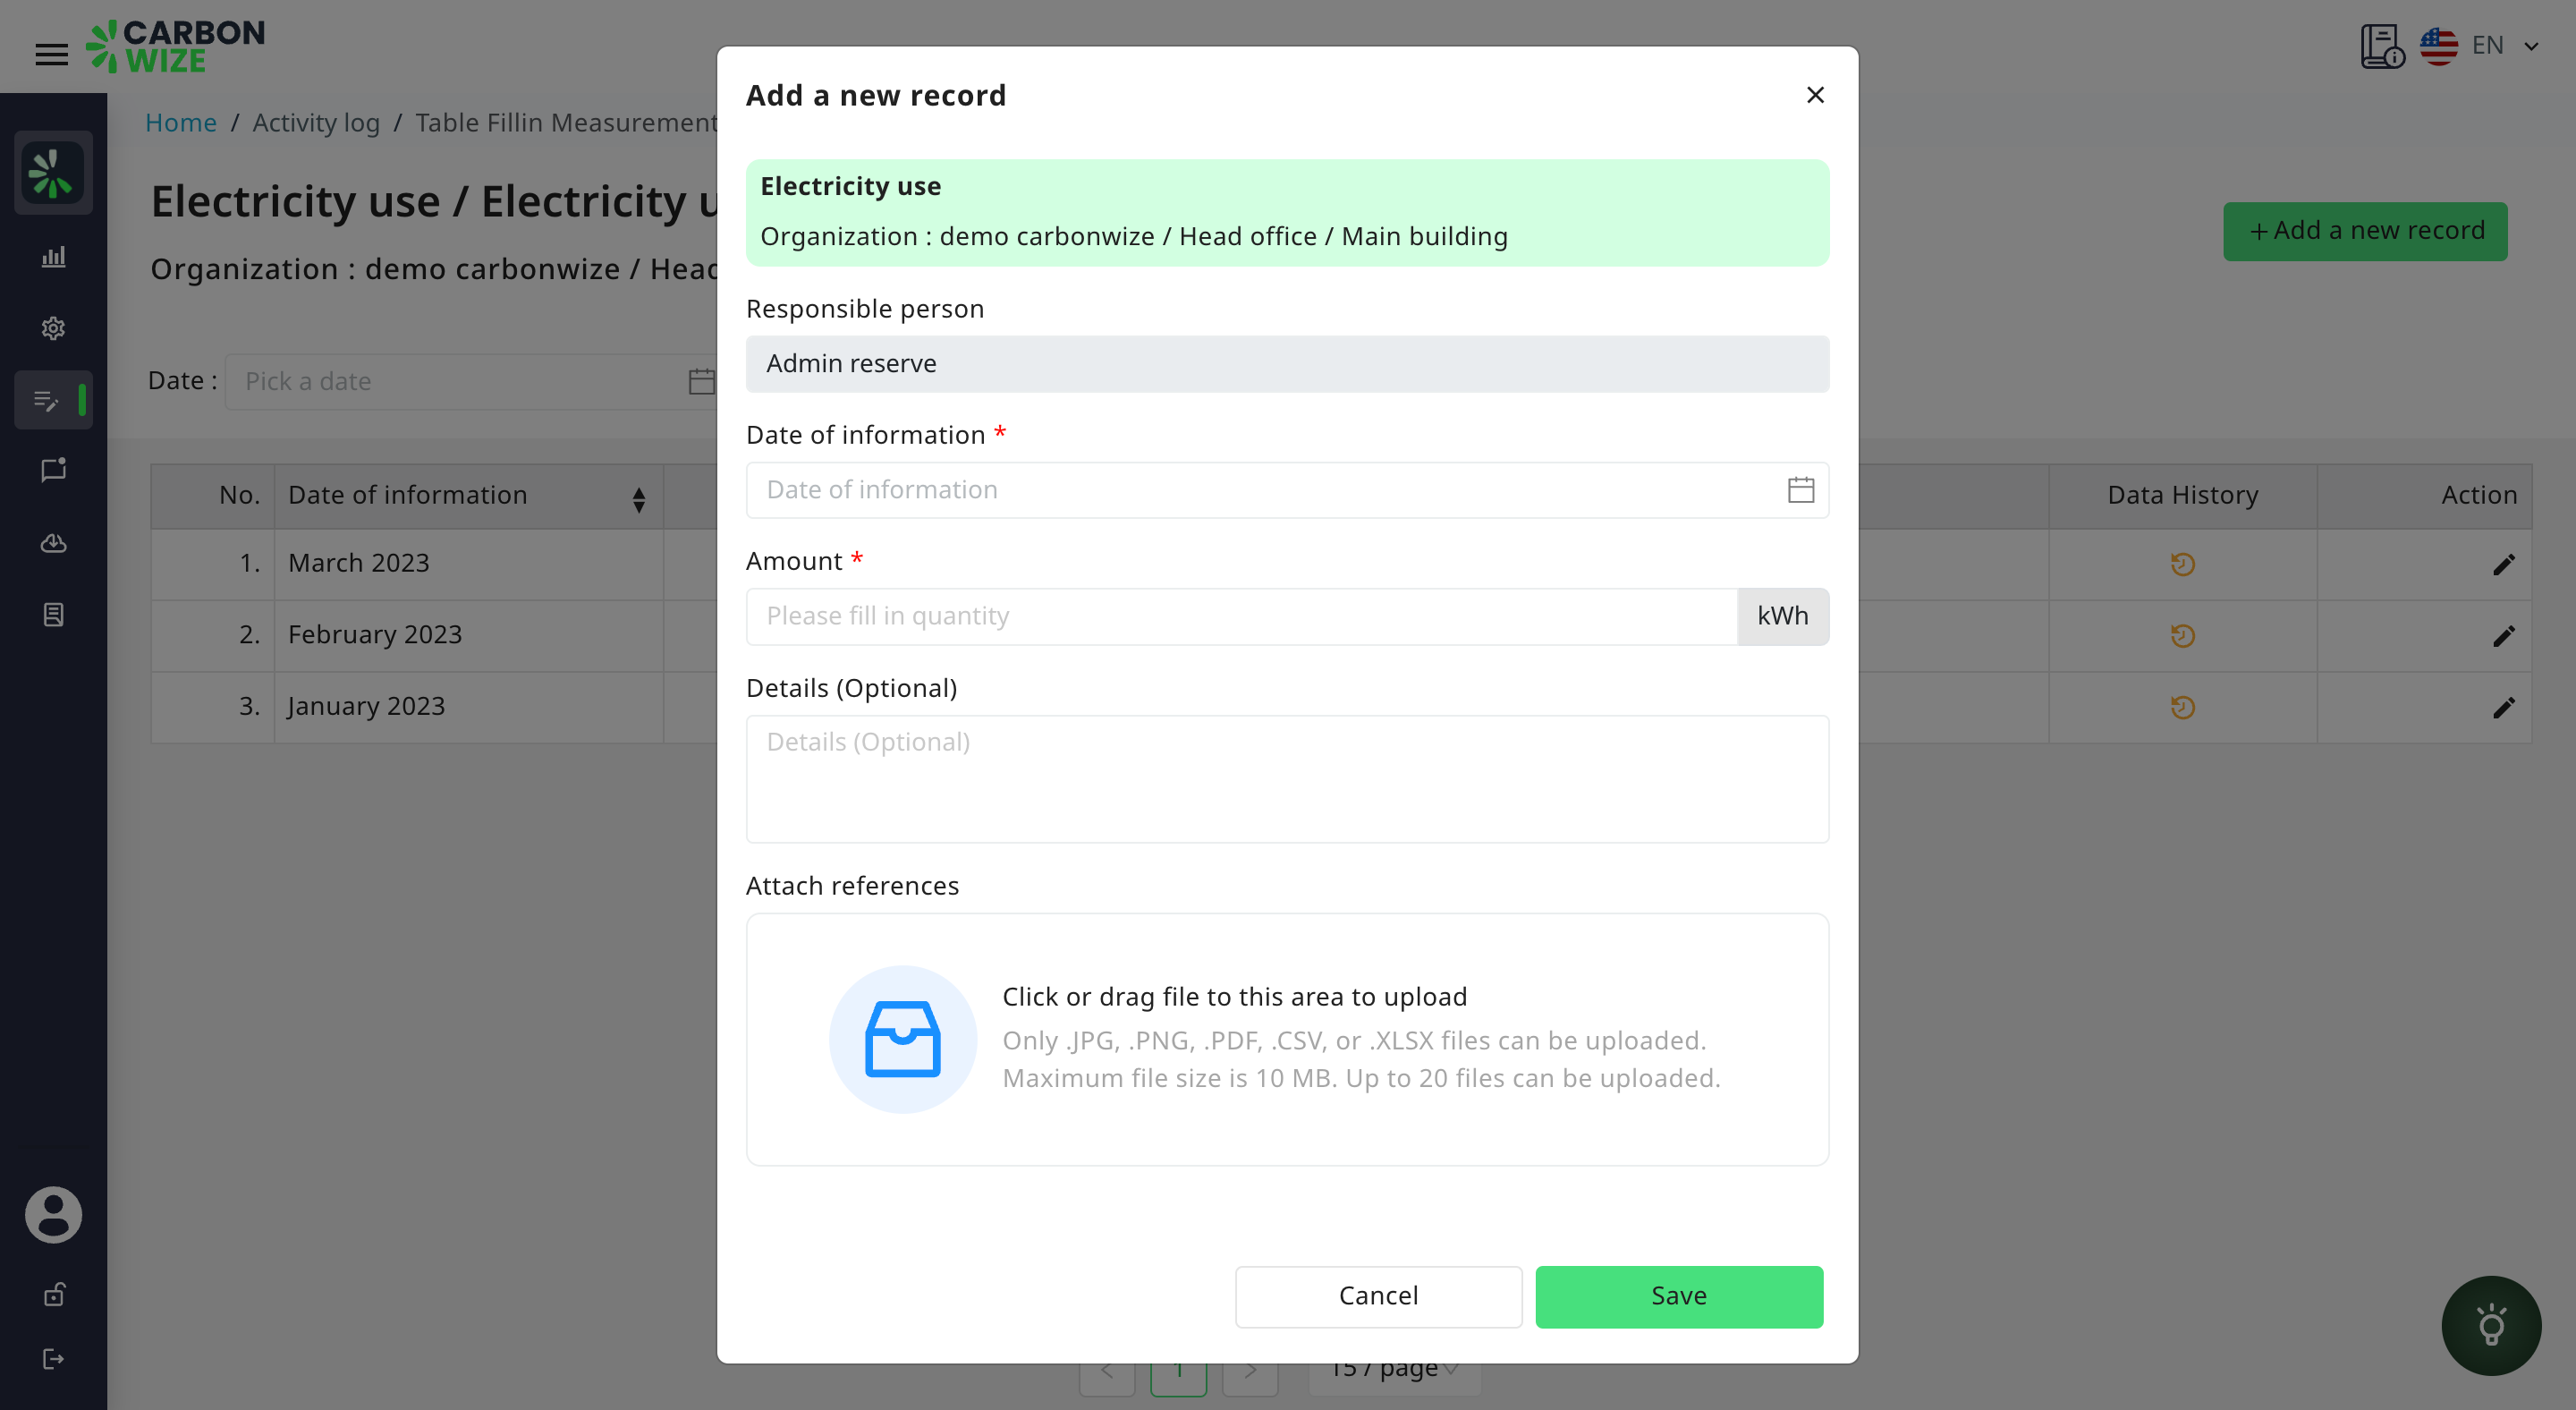 CARBON
WIZE
EN
Home / Activity log / Table Fillin Measurement
Electricity use / Electricity u
Organization : demo carbonwize / Head
+ Add a new record
Date : Pick a date
No. Date of information Data History Action
1. March 2023
2. February 2023
3. January 2023
Add a new record
Electricity use
Organization : demo carbonwize / Head office / Main building
Responsible person
Admin reserve
Date of information *
Date of information
Amount *
Please fill in quantity kWh
Details (Optional)
Details (Optional)
Attach references
Click or drag file to this area to upload
Only .JPG, .PNG, .PDF, .CSV, or .XLSX files can be uploaded.
Maximum file size is 10 MB. Up to 20 files can be uploaded.
Cancel Save
< 1 > 15 / page